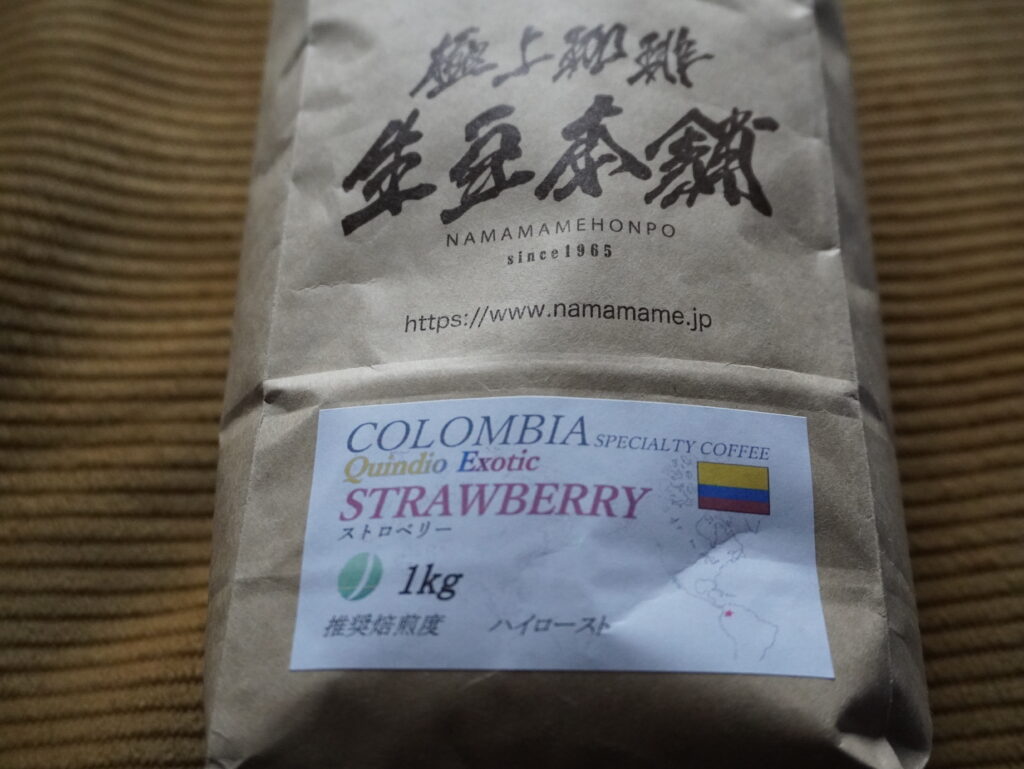 極上珈琲
生豆本舗
NAMAMAMEHONPO
since1965
https://www.namamame.jp
COLOMBIA SPECIALTY COFFEE
Quindio Exotic
STRAWBERRY
ストロベリー
1kg
推奨焙煎度 ハイロースト